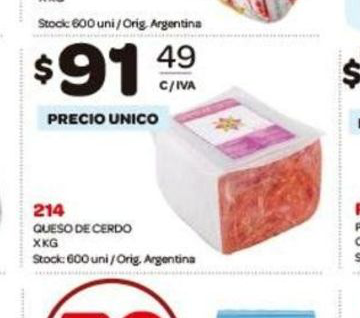 Stock: 600 uni / Orig. Argentina
$91 49
C/IVA
PRECIO UNICO
214
QUESO DE CERDO
X KG
Stock: 600 uni / Orig. Argentina
$